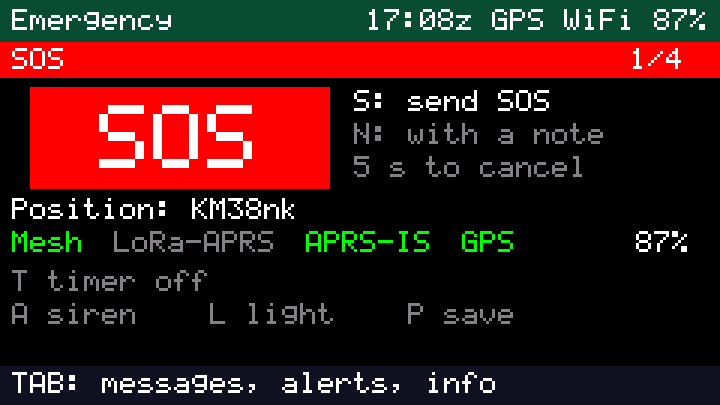 Emergency 17:08z GPS WiFi 87%
SOS 1/4
SOS
S: send SOS
N: with a note
5 s to cancel
Position: KM38nk
Mesh LoRa-APRS APRS-IS GPS 87%
T timer off
A siren L light P save
TAB: messages, alerts, info